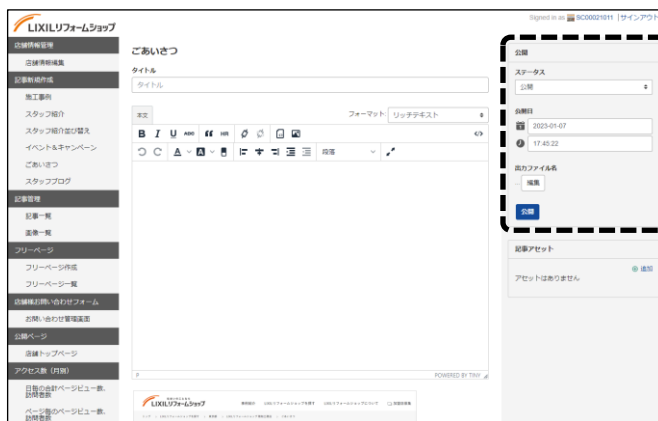 LIXILリフォームショップ
Signed in as SC00021011 | サインアウト
店舗情報管理
店舗情報編集
記事新規作成
施工事例
スタッフ紹介
スタッフ紹介並び替え
イベント&キャンペーン
ごあいさつ
スタッフブログ
記事管理
記事一覧
画像一覧
フリーページ
フリーページ作成
フリーページ一覧
店舗様お問い合わせフォーム
お問い合わせ管理画面
公開ページ
店舗トップページ
アクセス数（月別）
日毎の合計ページビュー数、
訪問者数
ページ毎のページビュー数、
訪問者数
ごあいさつ
タイトル
タイトル
本文
フォーマット リッチテキスト
B I U ABC HR
A A 段落
P
POWERED BY TINY
LIXILリフォームショップ
公開
ステータス
公開
公開日
2023-01-07
17:45:22
出力ファイル名
編集
公開
記事アセット
追加
アセットはありません